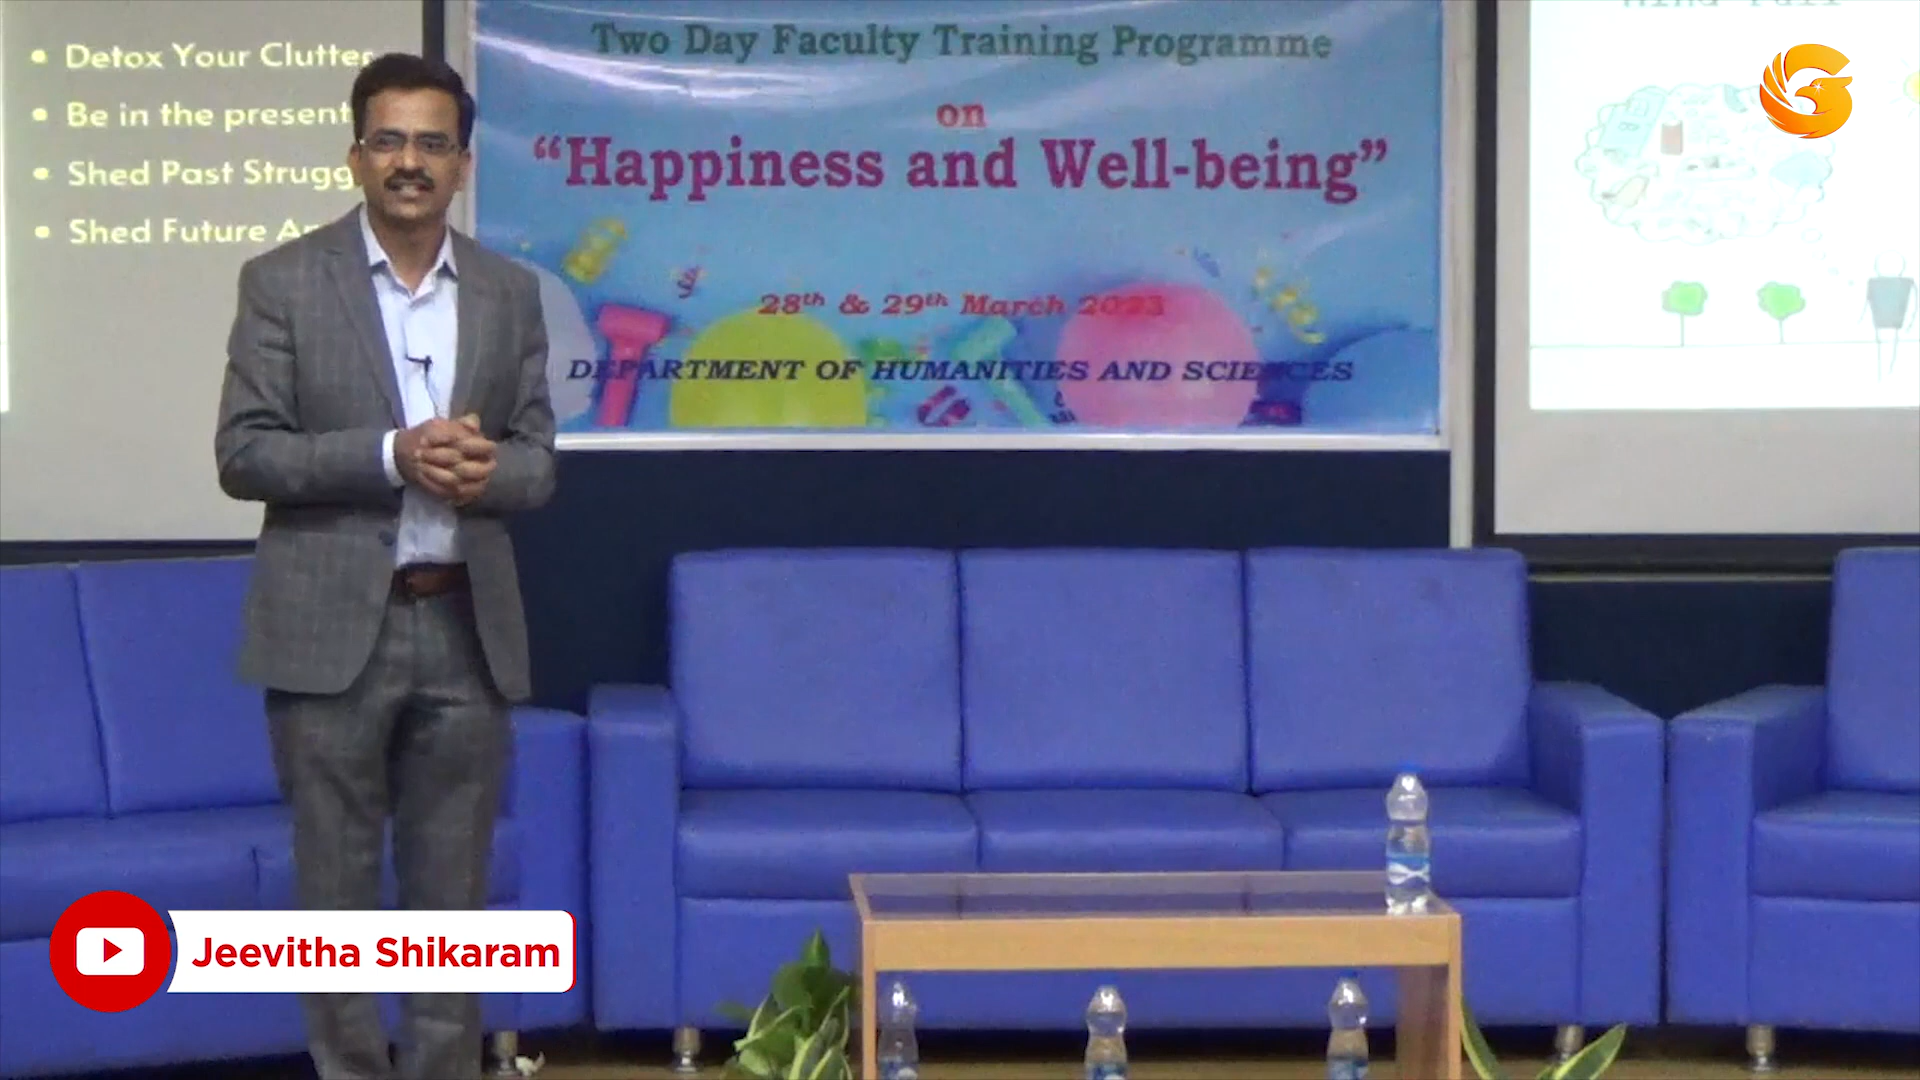 Detox Your Clutter
Be in the present
Shed Past
Shed Future
Two Day Faculty Training Programme
on
“Happiness and Well-being”
28th & 29th March 2023
DEPARTMENT OF HUMANITIES AND SCIENCES
Jeevitha Shikaram